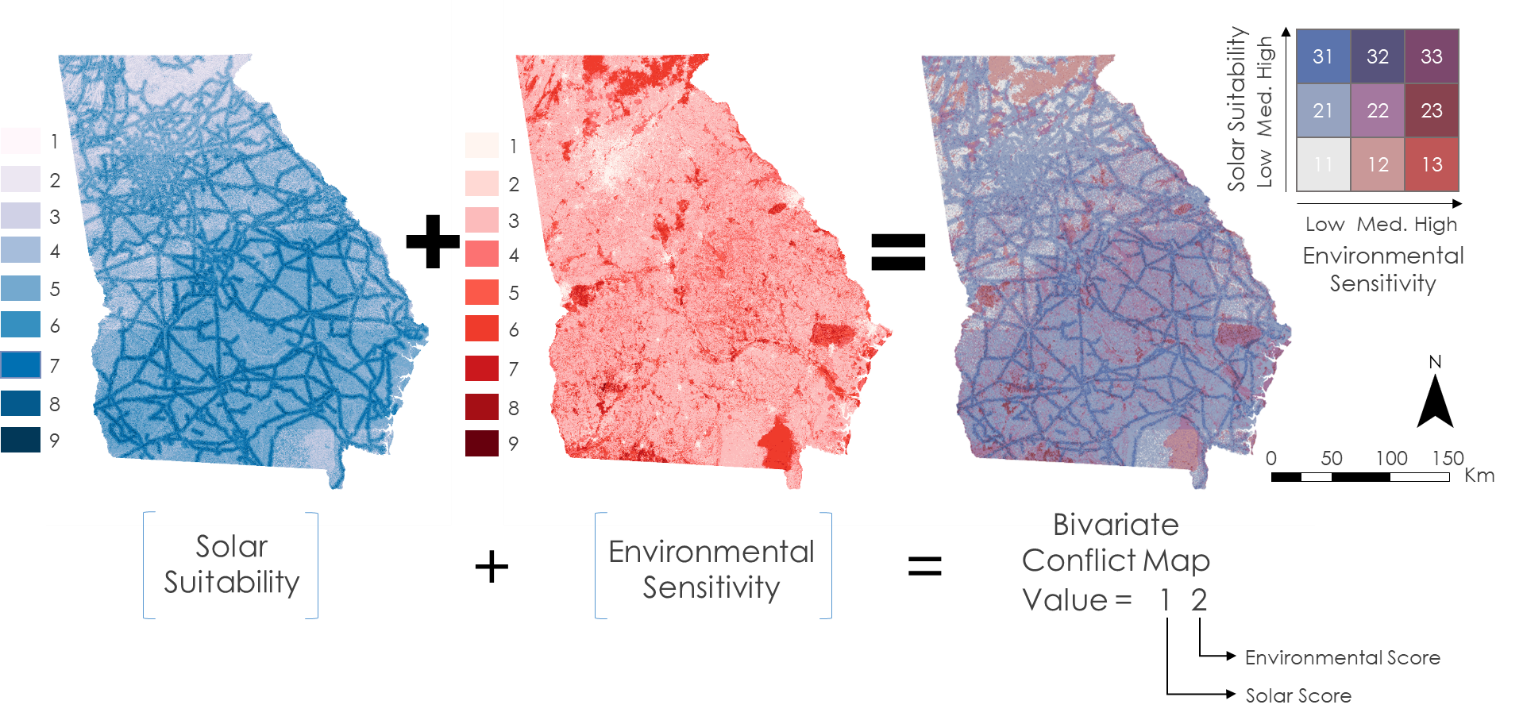 1
2
3
4
5
6
7
8
9
1
2
3
4
5
6
7
8
9
+
=
Solar Suitability
Low Med. High
31 32 33
21 22 23
11 12 13
Low Med. High
Environmental
Sensitivity
N
0 50 100 150
Km
Solar
Suitability
+
Environmental
Sensitivity
=
Bivariate
Conflict Map
Value = 1 2
Environmental Score
Solar Score